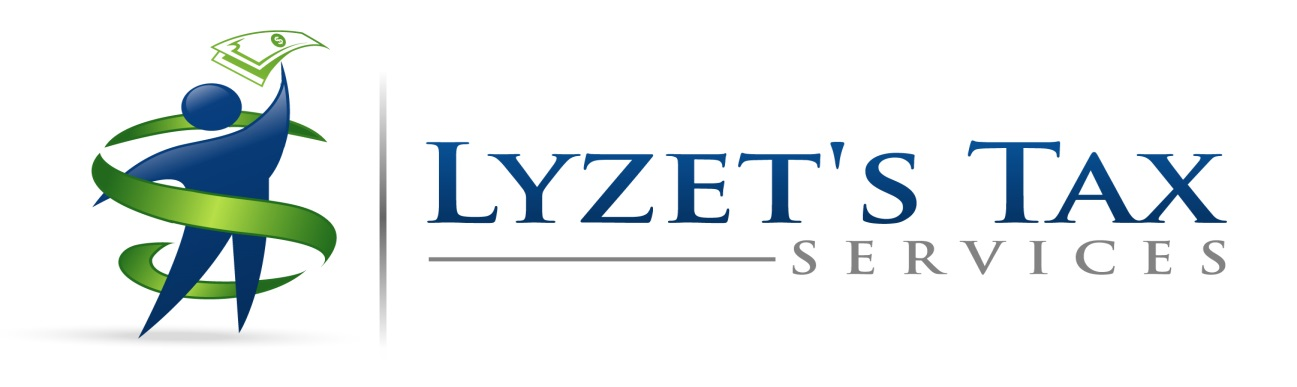 $
LYZET'S TAX
SERVICES